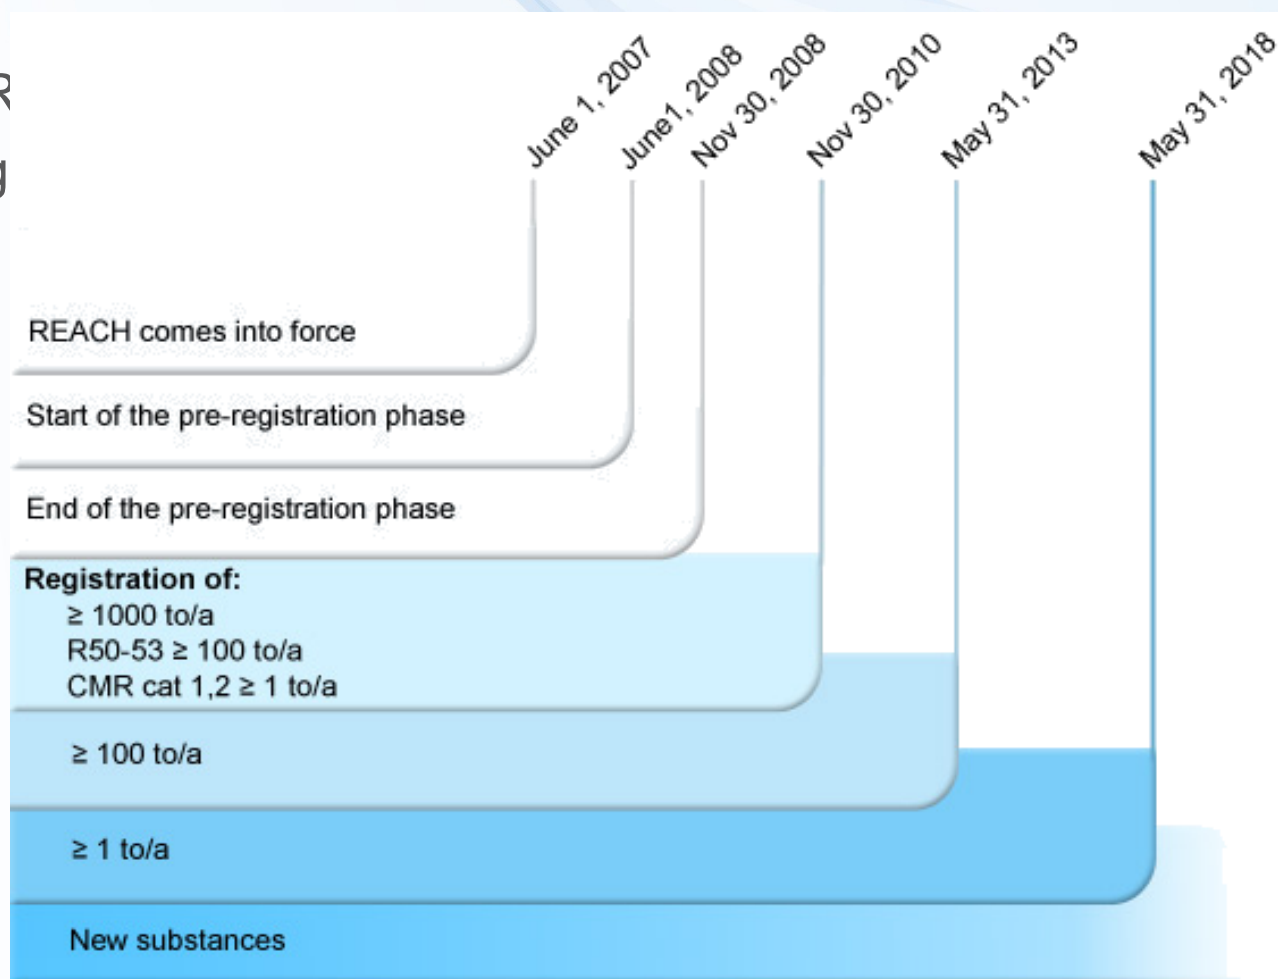 R
g
June 1, 2007
June1, 2008
Nov 30, 2008
Nov 30, 2010
May 31, 2013
May 31, 2018
REACH comes into force
Start of the pre-registration phase
End of the pre-registration phase
Registration of:
≥ 1000 to/a
R50-53 ≥ 100 to/a
CMR cat 1,2 ≥ 1 to/a
≥ 100 to/a
≥ 1 to/a
New substances